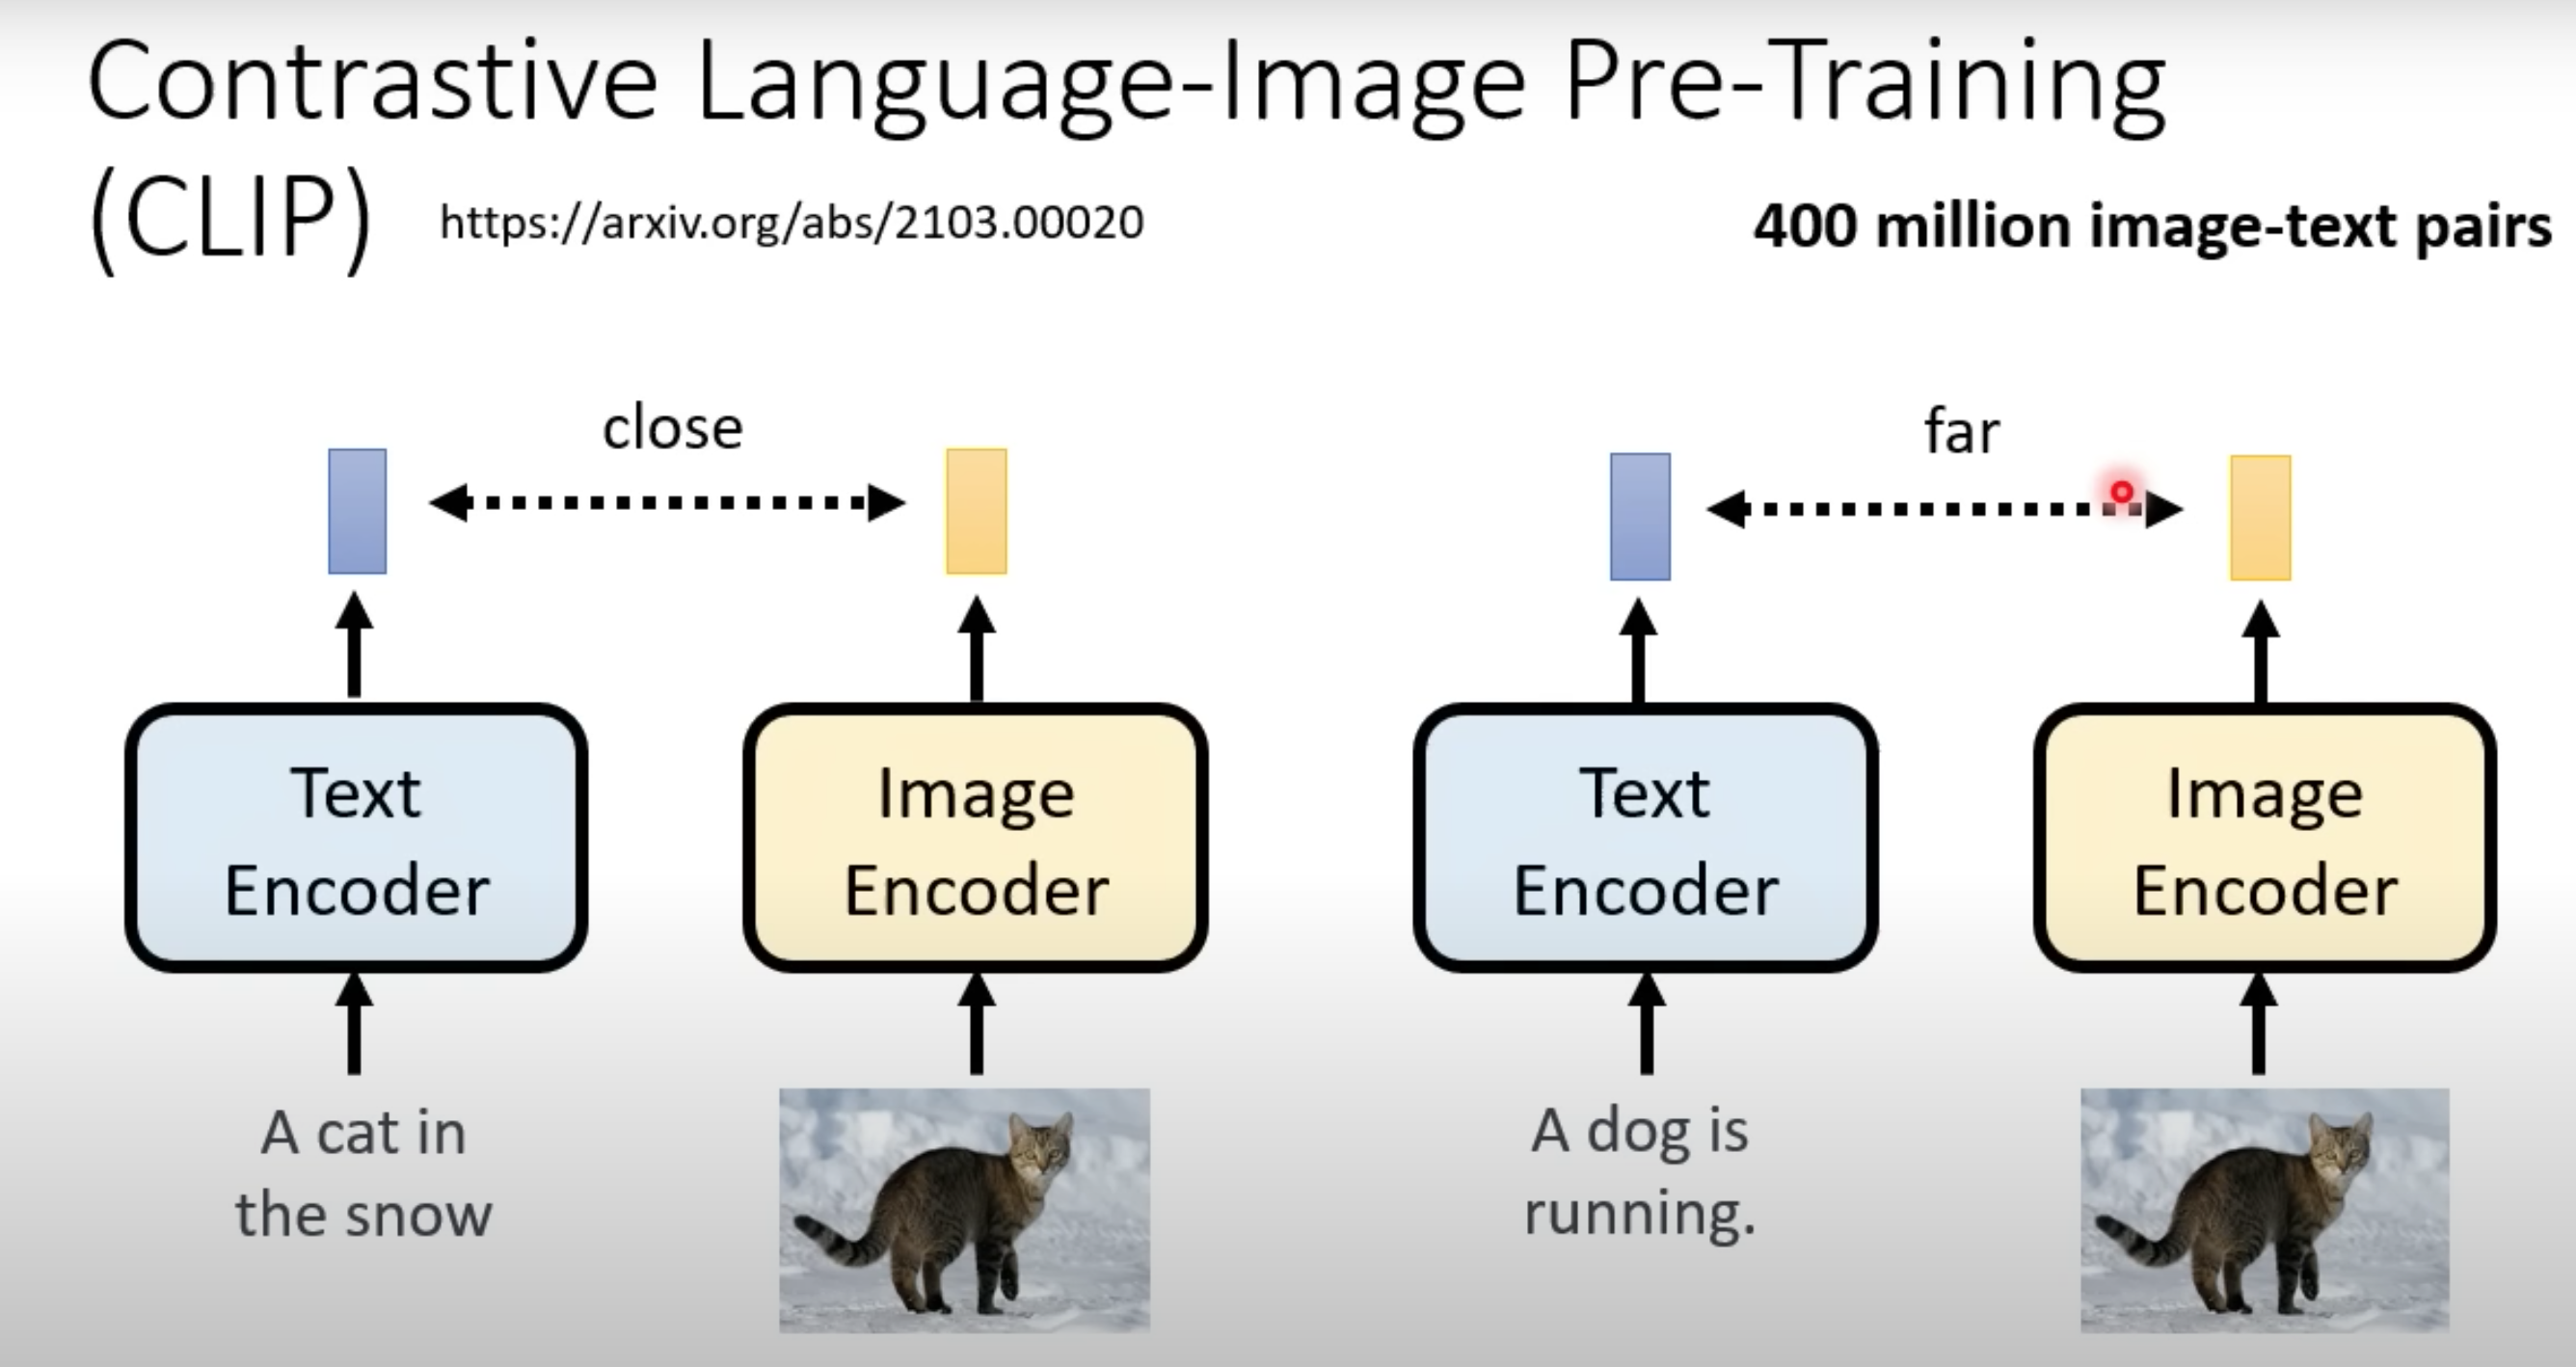 Contrastive Language-Image Pre-Training
(CLIP) https://arxiv.org/abs/2103.00020
400 million image-text pairs
close
far
Text
Encoder
Image
Encoder
Text
Encoder
Image
Encoder
A cat in
the snow
A dog is
running.